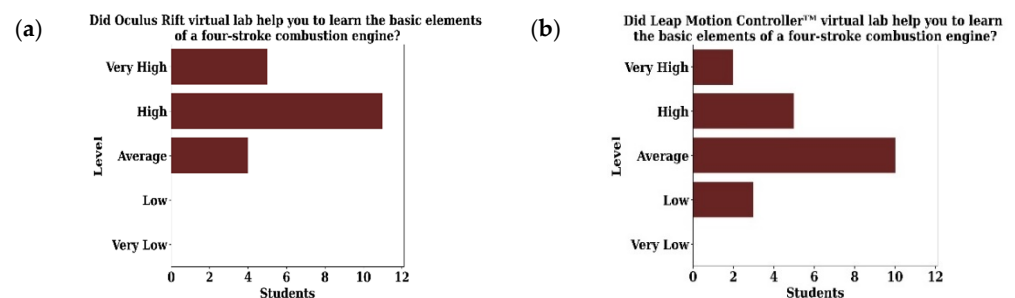 (a)
Did Oculus Rift virtual lab help you to learn the basic elements
of a four-stroke combustion engine?
Level
Very High
High
Average
Low
Very Low
0 2 4 6 8 10 12
Students
(b)
Did Leap Motion Controller™ virtual lab help you to learn
the basic elements of a four-stroke combustion engine?
Level
Very High
High
Average
Low
Very Low
0 2 4 6 8 10 12
Students